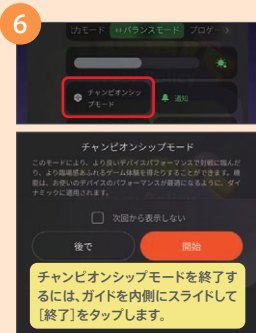 6
バランスモード プロゲー
チャンピオンシッ
プモード
通知
チャンピオンシップモード
このモードにより、より良いデバイスパフォーマンスで対戦に臨んだ
り、より臨場感あふれるゲーム体験を得たりすることができます。機
能は、お使いのデバイスのパフォーマンスが最適になるように、ダイ
ナミックに適用されます。
次回から表示しない
後で 開始
チャンピオンシップモードを終了す
るには、ガイドを内側にスライドして
［終了］をタップします。